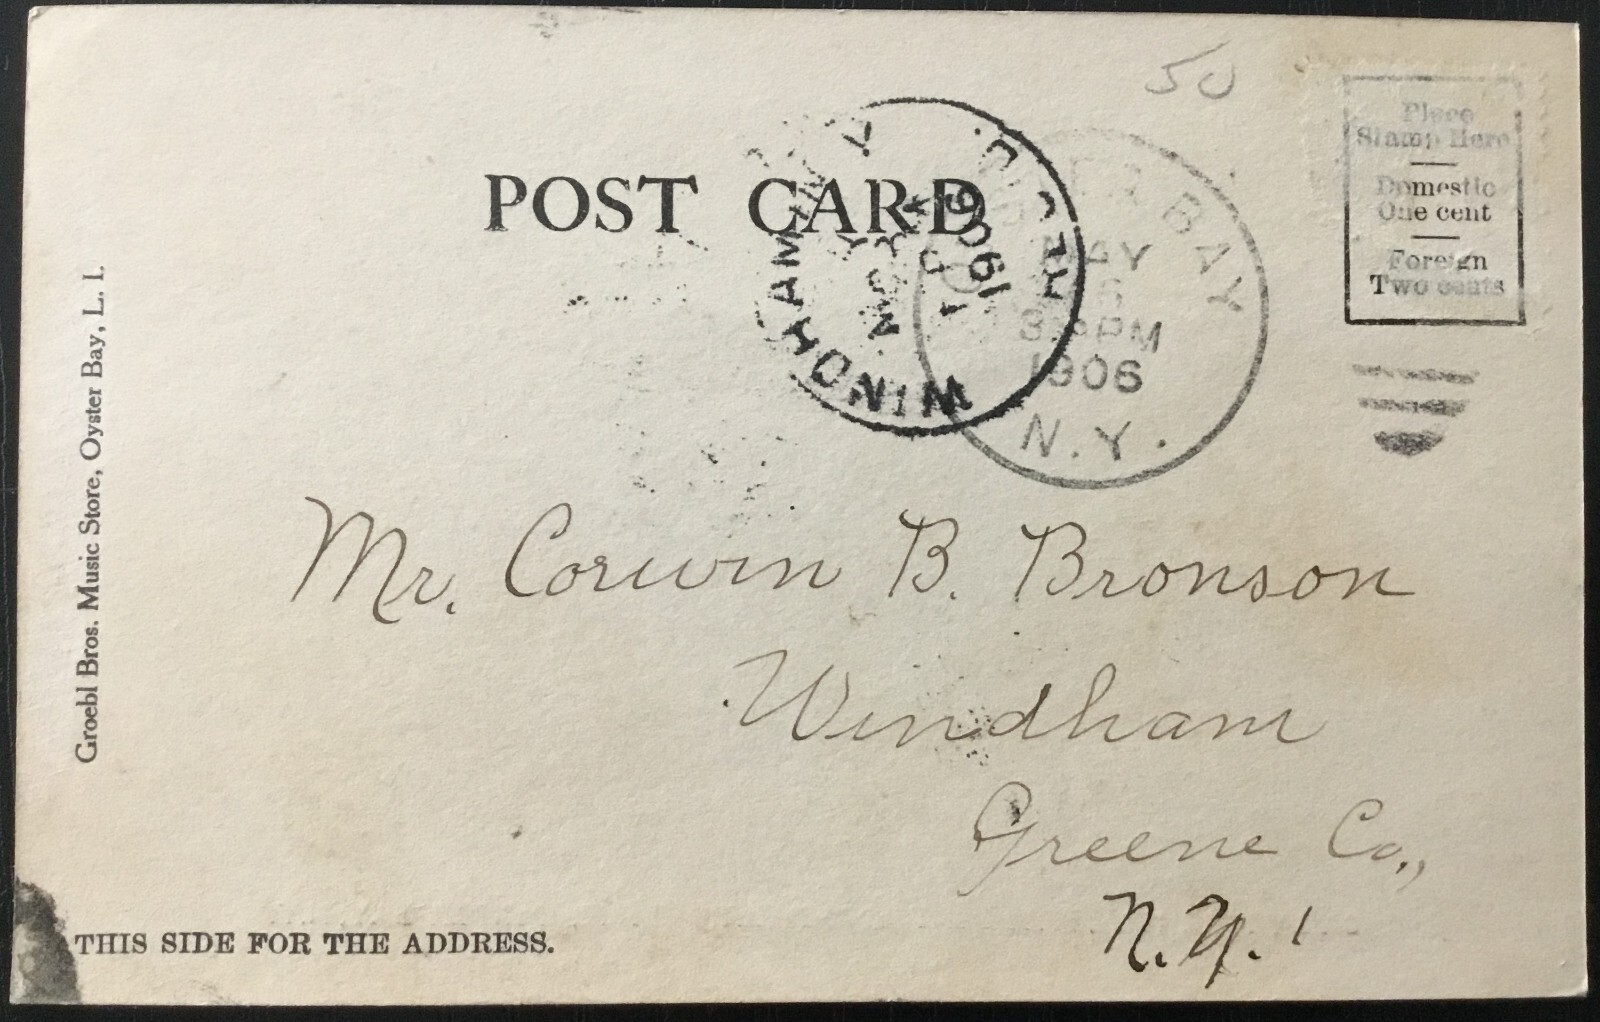 50
POST CARD
Place
Stamp Here
Domestic
One cent
Foreign
Two cents
BAY
MAY
PM
1906
N.Y.
WINDHAM
1906
Groebl Bros. Music Store, Oyster Bay, L. I.
Mr. Corwin B. Bronson
Windham
Greene Co.,
N.Y.
THIS SIDE FOR THE ADDRESS.